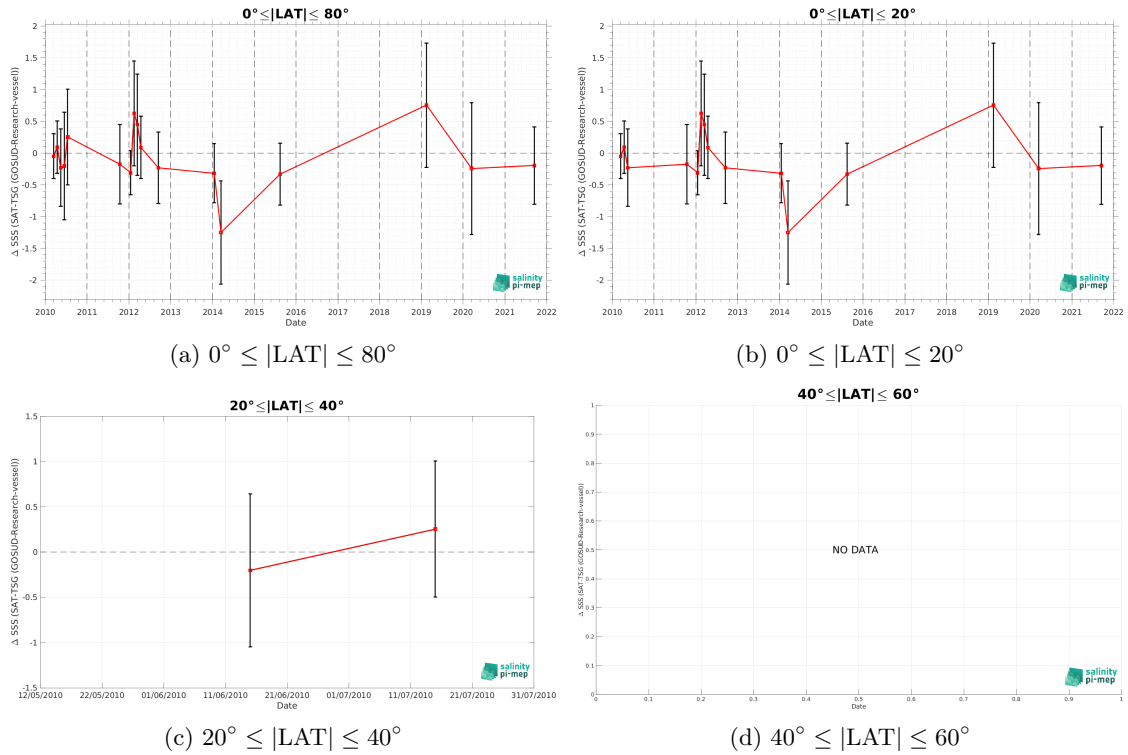 0°≤|LAT|≤ 80°
Δ SSS (SAT-TSG (GOSUD-Research-vessel))
2
1.5
1
0.5
0
-0.5
-1
-1.5
-2
2010 2011 2012 2013 2014 2015 2016 2017 2018 2019 2020 2021 2022
Date
salinity
pi-mep
(a) 0° ≤ |LAT| ≤ 80°
0°≤|LAT|≤ 20°
Δ SSS (SAT-TSG (GOSUD-Research-vessel))
2
1.5
1
0.5
0
-0.5
-1
-1.5
-2
2010 2011 2012 2013 2014 2015 2016 2017 2018 2019 2020 2021 2022
Date
salinity
pi-mep
(b) 0° ≤ |LAT| ≤ 20°
20°≤|LAT|≤ 40°
Δ SSS (SAT-TSG (GOSUD-Research-vessel))
1.5
1
0.5
0
-0.5
-1
-1.5
12/05/2010 22/05/2010 01/06/2010 11/06/2010 21/06/2010 01/07/2010 11/07/2010 21/07/2010 31/07/2010
Date
salinity
pi-mep
(c) 20° ≤ |LAT| ≤ 40°
40°≤|LAT|≤ 60°
Δ SSS (SAT-TSG (GOSUD-Research-vessel))
1
0.9
0.8
0.7
0.6
0.5
0.4
0.3
0.2
0.1
0
NO DATA
0 0.1 0.2 0.3 0.4 0.5 0.6 0.7 0.8 0.9 1
Date
salinity
pi-mep
(d) 40° ≤ |LAT| ≤ 60°